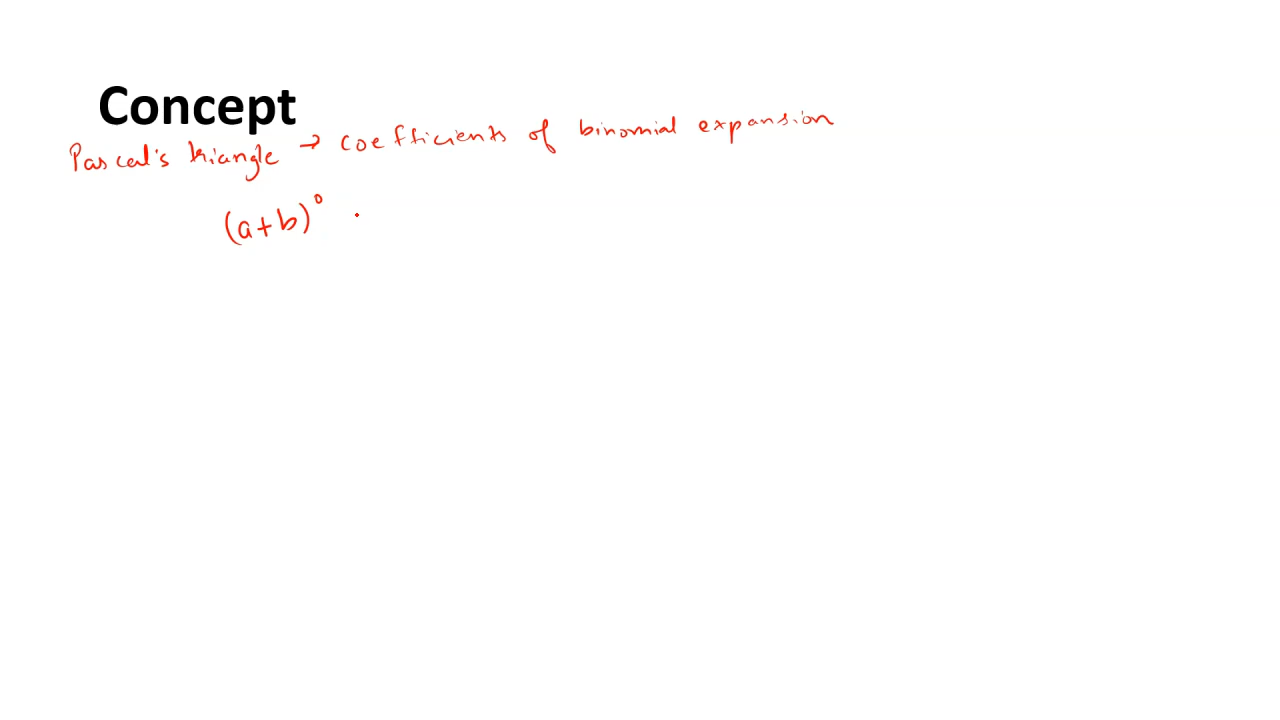 Concept
Pascal's triangle → coefficients of binomial expansion
(a+b)⁰